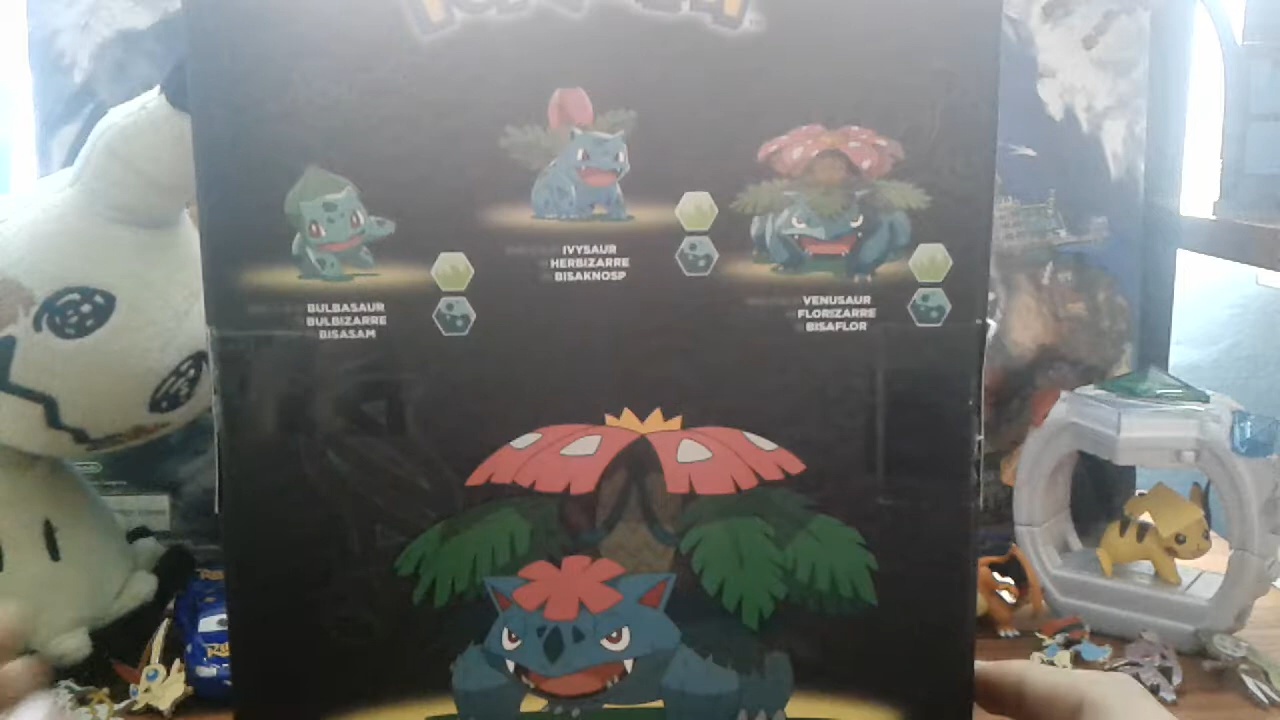 BULBASAUR
BULBIZARRE
BISASAM
IVYSAUR
HERBIZARRE
BISAKNOSP
VENUSAUR
FLORIZARRE
BISAFLOR